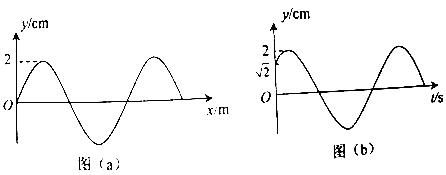 y/cm
2
O
x/m
图 (a)
y/cm
2
√2
O
t/s
图 (b)